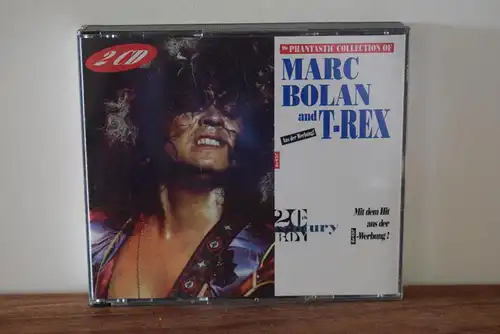 2 CD
The PHANTASTIC COLLECTION OF
MARC
BOLAN
and T-REX
Aus der Werbung!
20th
Century
BOY
Mit dem Hit
aus der
-Werbung!